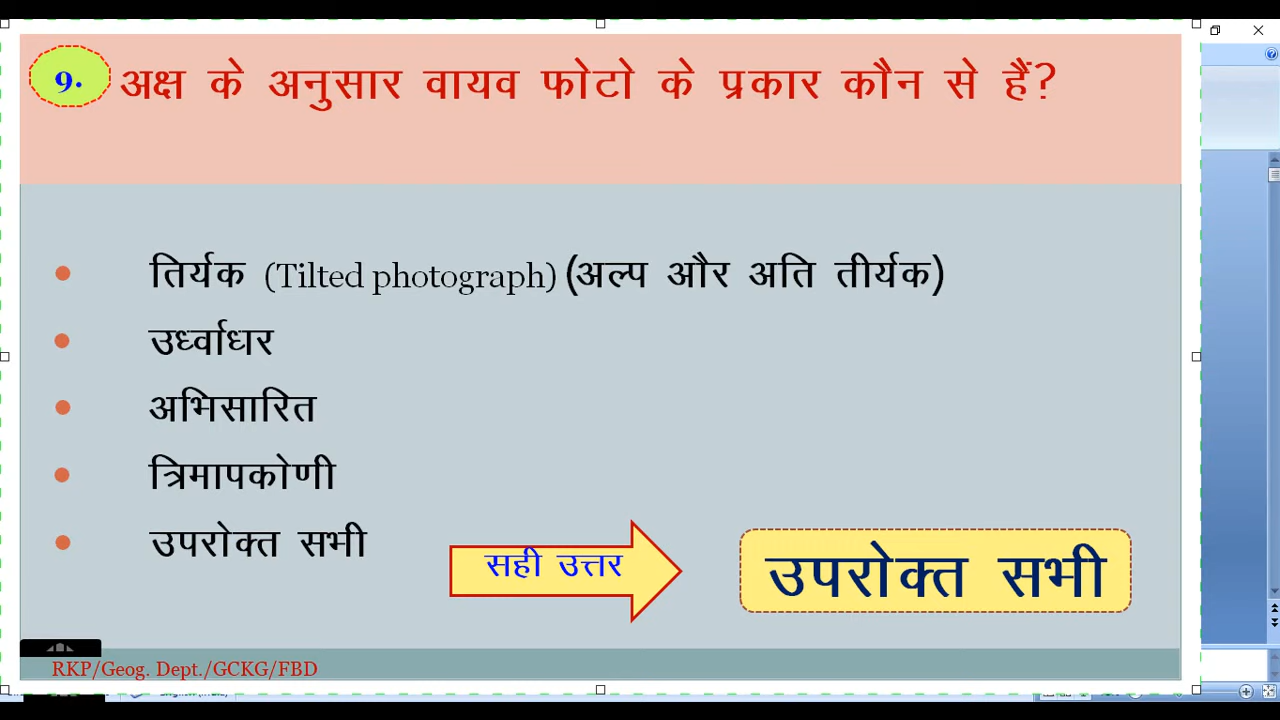 9. अक्ष के अनुसार वायव फोटो के प्रकार कौन से हैं?
तिर्यक (Tilted photograph) (अल्प और अति तीर्यक)
उर्ध्वाधर
अभिसारित
त्रिमापकोणी
उपरोक्त सभी
सही उत्तर
उपरोक्त सभी
RKP/Geog. Dept./GCKG/FBD